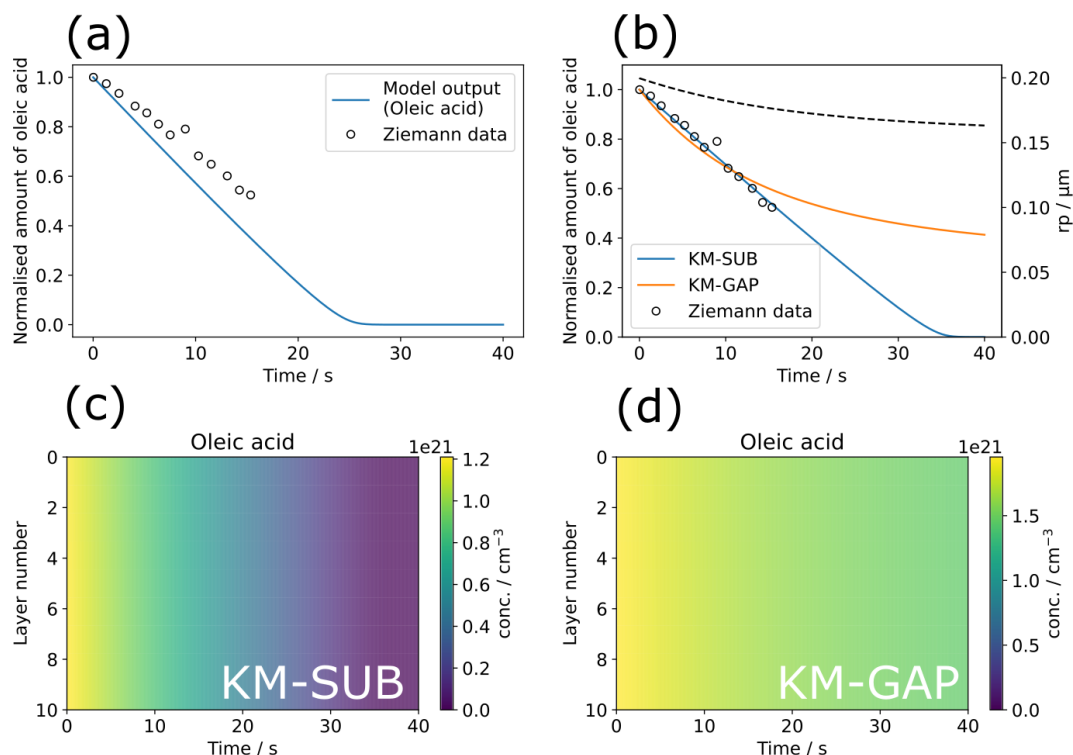 (a)
Normalised amount of oleic acid
1.0
0.8
0.6
0.4
0.2
0.0
Model output
(Oleic acid)
Ziemann data
0
10
20
30
40
Time / s
(b)
Normalised amount of oleic acid
1.0
0.8
0.6
0.4
0.2
0.0
KM-SUB
KM-GAP
Ziemann data
0.20
0.15
0.10
0.05
0.00
rp / μm
0
10
20
30
40
Time / s
(c)
Oleic acid
1e21
Layer number
0
2
4
6
8
10
KM-SUB
1.2
1.0
0.8
0.6
0.4
0.2
0.0
conc. / cm⁻³
0
10
20
30
40
Time / s
(d)
Oleic acid
1e21
Layer number
0
2
4
6
8
10
KM-GAP
1.5
1.0
0.5
0.0
conc. / cm⁻³
0
10
20
30
40
Time / s